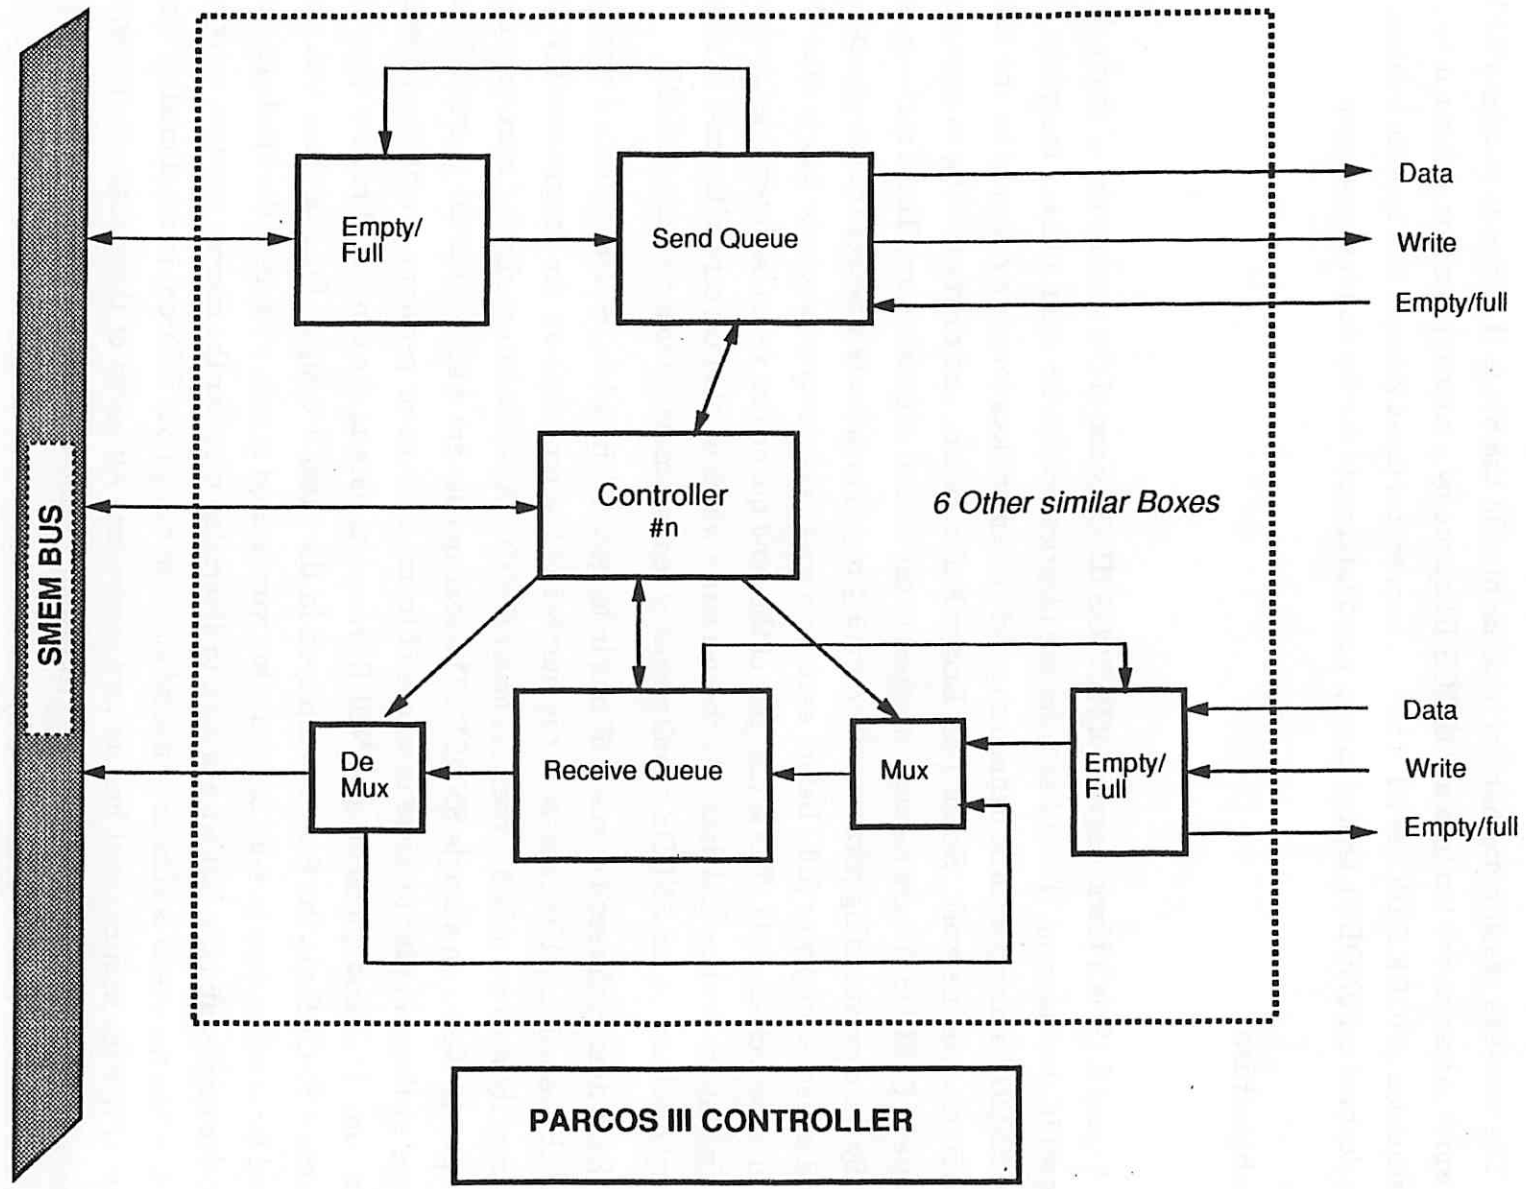 Data
Empty/
Full
Send Queue
Write
Empty/full
Controller
#n
6 Other similar Boxes
SMEM BUS
Data
De
Mux
Receive Queue
Mux
Empty/
Full
Write
Empty/full
PARCOS III CONTROLLER